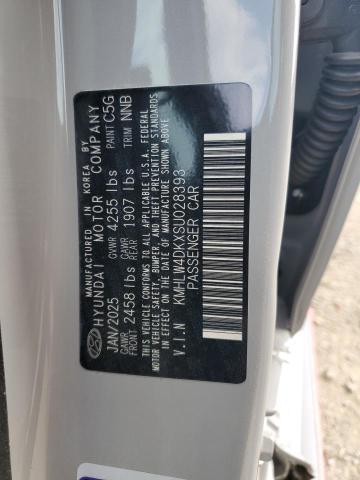 MANUFACTURED IN KOREA BY
HYUNDAI MOTOR COMPANY
JAN/2025 GVWR 4255 lbs PAINT C5G
GAWR FRONT 2458 lbs GAWR REAR 1907 lbs TRIM NNB
THIS VEHICLE CONFORMS TO ALL APPLICABLE U.S.A. FEDERAL
MOTOR VEHICLE SAFETY, BUMPER, AND THEFT PREVENTION STANDARDS
IN EFFECT ON THE DATE OF MANUFACTURE SHOWN ABOVE.
V.I.N KMHLW4DKXSU028393
PASSENGER CAR